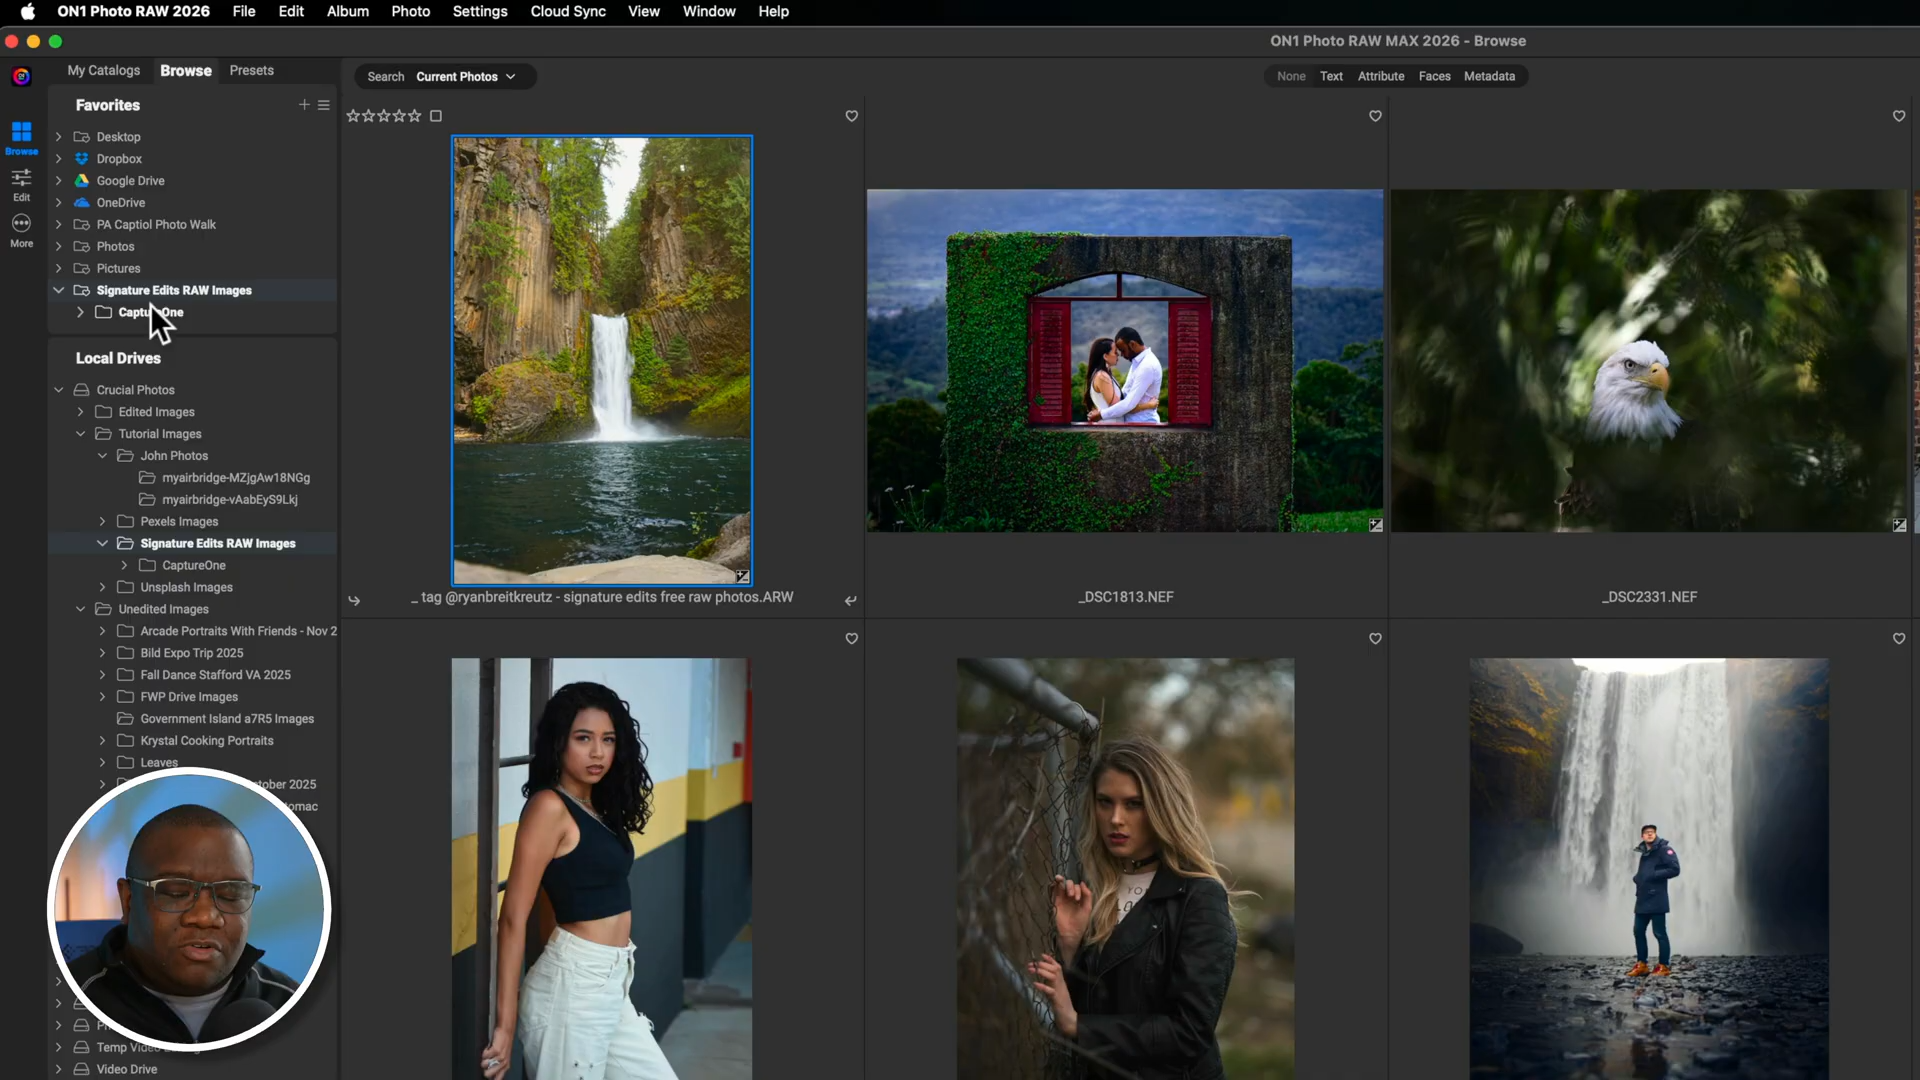 ON1 Photo RAW 2026 File Edit Album Photo Settings Cloud Sync View Window Help
ON1 Photo RAW MAX 2026 - Browse
My Catalogs Browse Presets
Search Current Photos
None Text Attribute Faces Metadata
Browse
Edit
More
Favorites
Desktop
Dropbox
Google Drive
OneDrive
PA Captiol Photo Walk
Photos
Pictures
Signature Edits RAW Images
CaptureOne
Local Drives
Crucial Photos
Edited Images
Tutorial Images
John Photos
myairbridge-MZjgAw18NGg
myairbridge-vAabEyS9Lkj
Pexels Images
Signature Edits RAW Images
CaptureOne
Unsplash Images
Unedited Images
Arcade Portraits With Friends - Nov 2
Bild Expo Trip 2025
Fall Dance Stafford VA 2025
FWP Drive Images
Government Island a7R5 Images
Krystal Cooking Portraits
Leaves
tober 2025
omac
Temp Video
Video Drive
_ tag @ryanbreitkreutz - signature edits free raw photos.ARW
_DSC1813.NEF
_DSC2331.NEF